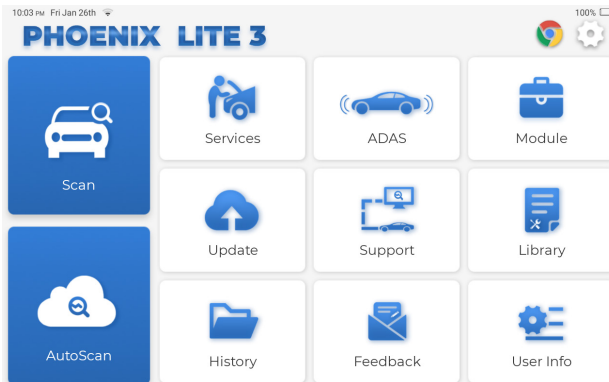 10:03 PM Fri Jan 26th
100%
PHOENIX LITE 3
Scan
Services
ADAS
Module
Update
Support
Library
AutoScan
History
Feedback
User Info